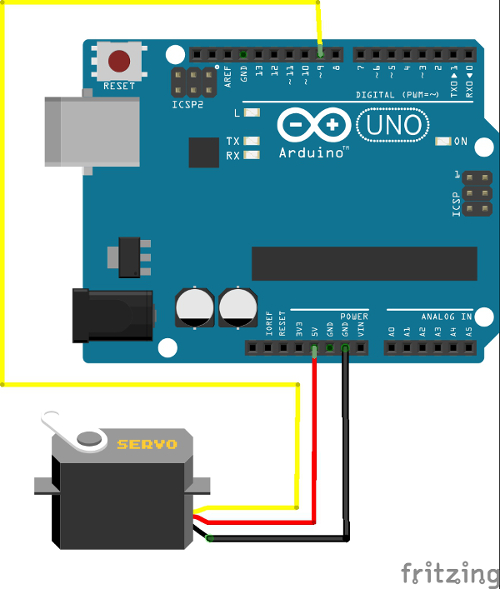 RESET
ICSP2
AREF
GND
13
12
~11
~10
~9
8
7
~6
~5
4
~3
2
TX0▶1
RX0◀0
DIGITAL (PWM=~)
L
TX
RX
Arduino™
UNO
ON
1
ICSP
IOREF
RESET
3V3
5V
GND
GND
VIN
POWER
ANALOG IN
A0
A1
A2
A3
A4
A5
SERVO
fritzing